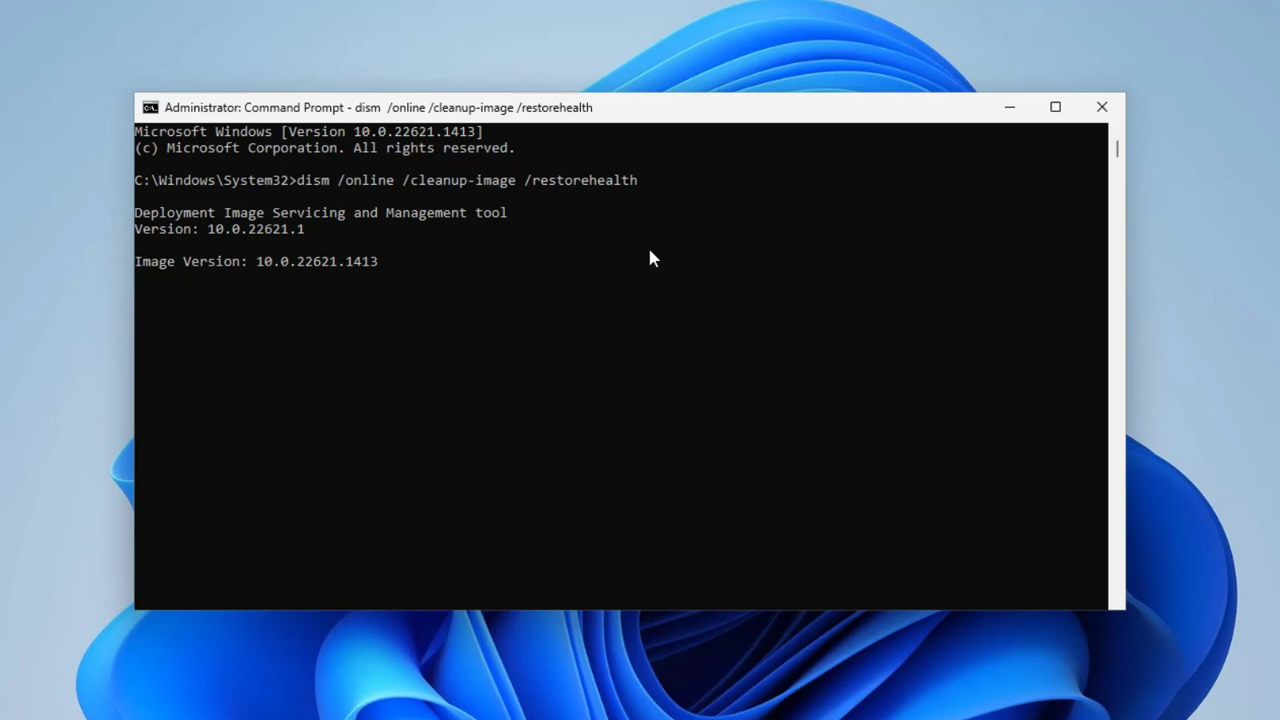 Administrator: Command Prompt - dism  /online /cleanup-image /restorehealth
Microsoft Windows [Version 10.0.22621.1413]
(c) Microsoft Corporation. All rights reserved.
C:\Windows\System32>dism /online /cleanup-image /restorehealth
Deployment Image Servicing and Management tool
Version: 10.0.22621.1
Image Version: 10.0.22621.1413